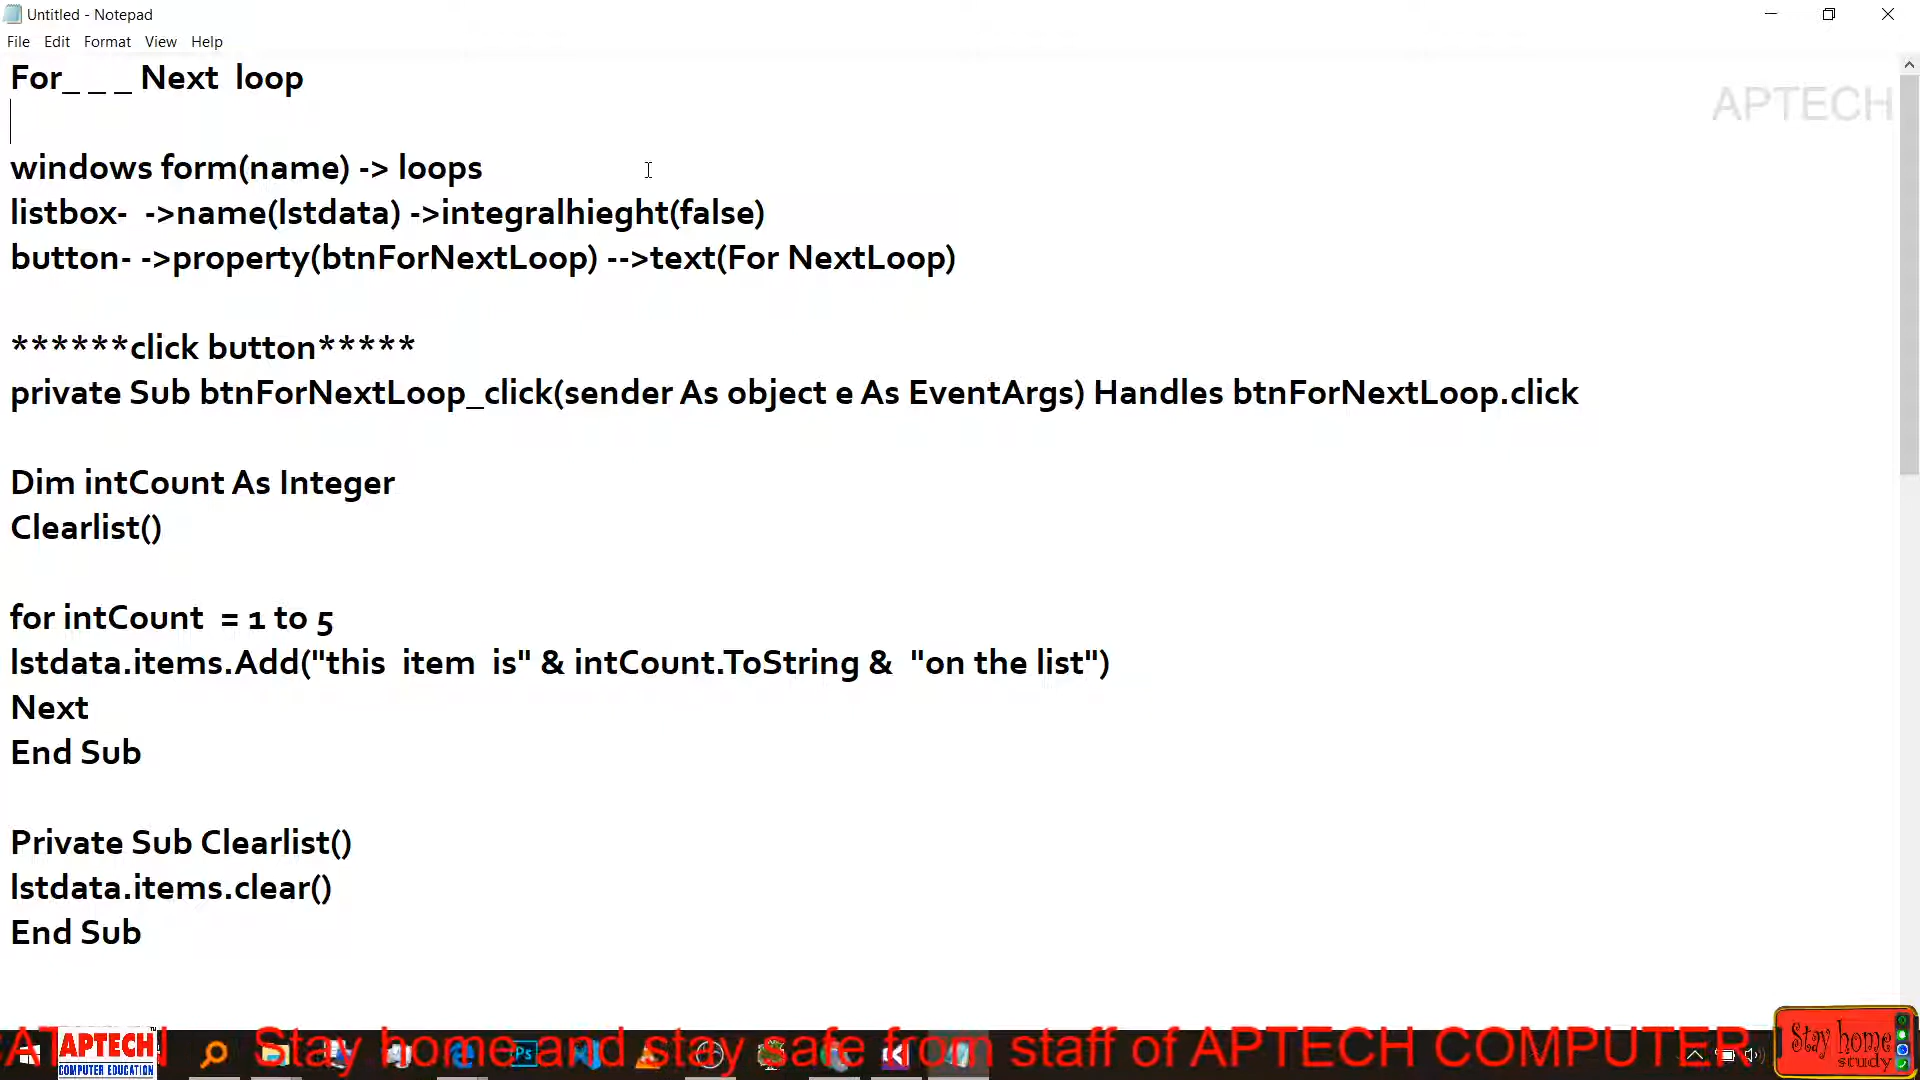 Untitled - Notepad
File Edit Format View Help
For_ _ _ Next  loop
APTECH
windows form(name) -> loops
listbox-  ->name(lstdata) ->integralhieght(false)
button- ->property(btnForNextLoop) -->text(For NextLoop)
******click button*****
private Sub btnForNextLoop_click(sender As object e As EventArgs) Handles btnForNextLoop.click
Dim intCount As Integer
Clearlist()
for intCount  = 1 to 5
lstdata.items.Add("this  item  is" & intCount.ToString &  "on the list")
Next
End Sub
Private Sub Clearlist()
lstdata.items.clear()
End Sub
APTECH
COMPUTER EDUCATION
Stay home and stay safe from staff of APTECH COMPUTER
Ps
Stay home
study